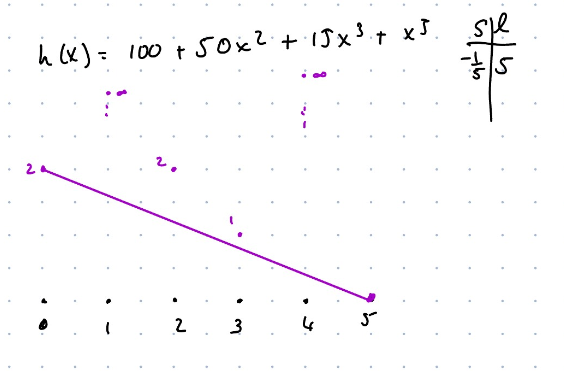 h(x) = 100 + 50x² + 15x³ + x⁵
s l
-1/5 5
∞ ∞
2 2
1
0 1 2 3 4 5